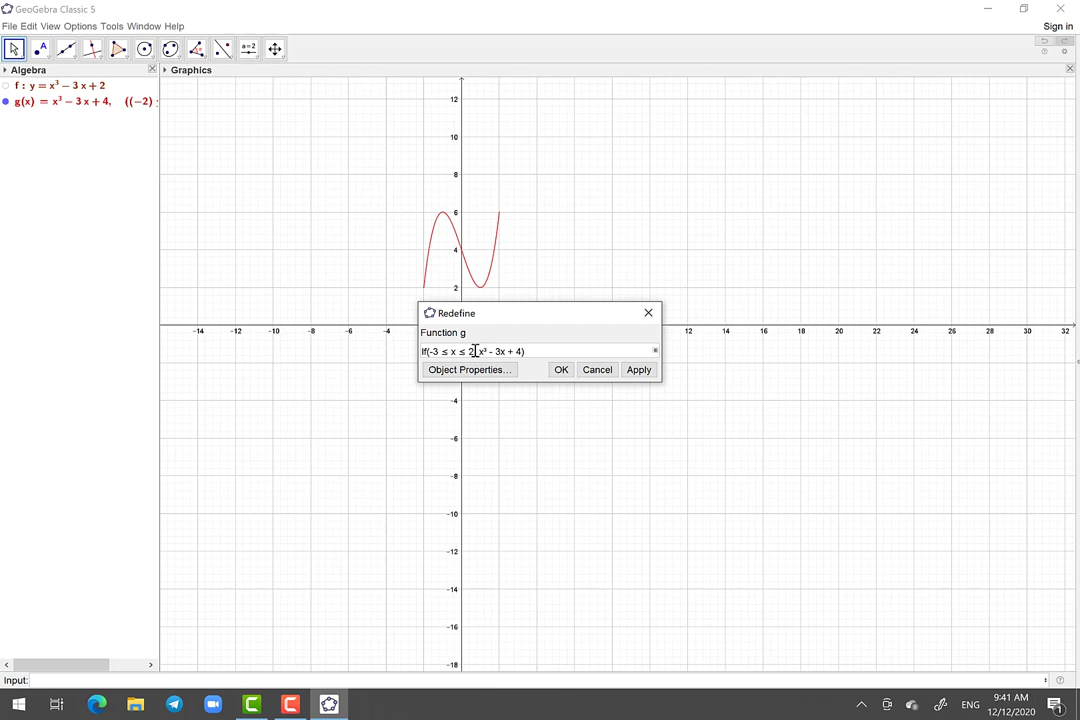 GeoGebra Classic 5
File Edit View Options Tools Window Help
Sign in
a=2
Algebra
Graphics
f : y = x³ − 3 x + 2
g(x) = x³ − 3 x + 4, ((−2)
12
10
8
6
4
2
-14 -12 -10 -8 -6 -4 12 14 16 18 20 22 24 26 28 30 32
-4
-6
-8
-10
-12
-14
-16
-18
Redefine
Function g
If(-3 ≤ x ≤ 2, x³ - 3x + 4)
Object Properties...
OK Cancel Apply
Input:
ENG
9:41 AM
12/12/2020
1